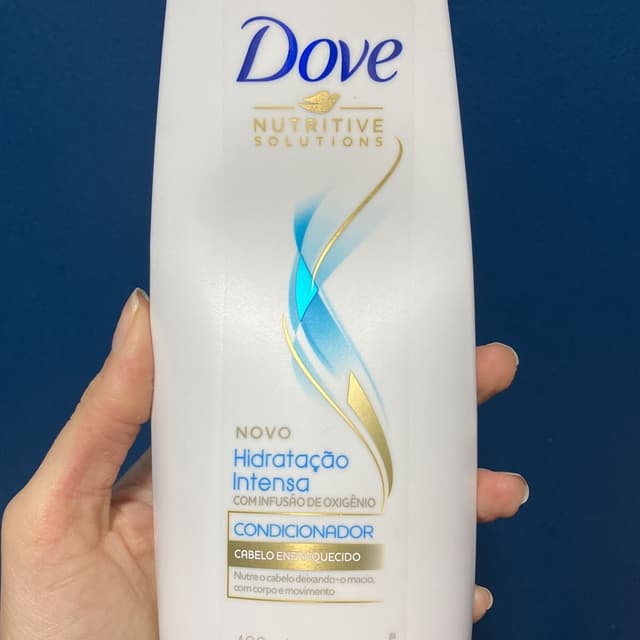 Dove
NUTRITIVE
SOLUTIONS
NOVO
Hidratação
Intensa
COM INFUSÃO DE OXIGÊNIO
CONDICIONADOR
CABELO ENFRAQUECIDO
Nutre o cabelo deixando-o macio,
com corpo e movimento